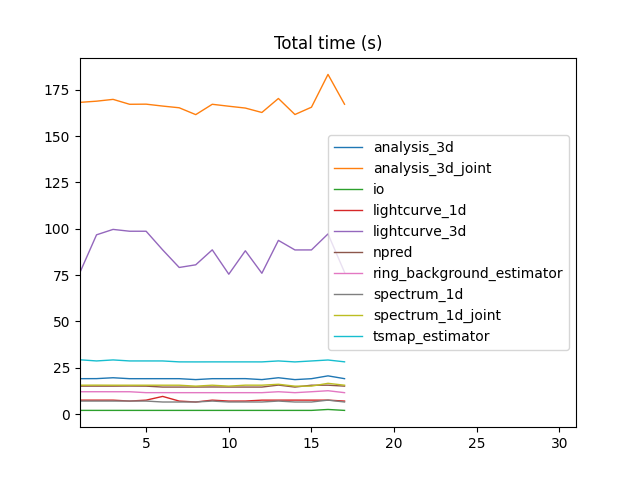 Total time (s)
175
150
125
100
75
50
25
0
analysis_3d
analysis_3d_joint
io
lightcurve_1d
lightcurve_3d
npred
ring_background_estimator
spectrum_1d
spectrum_1d_joint
tsmap_estimator
5 10 15 20 25 30